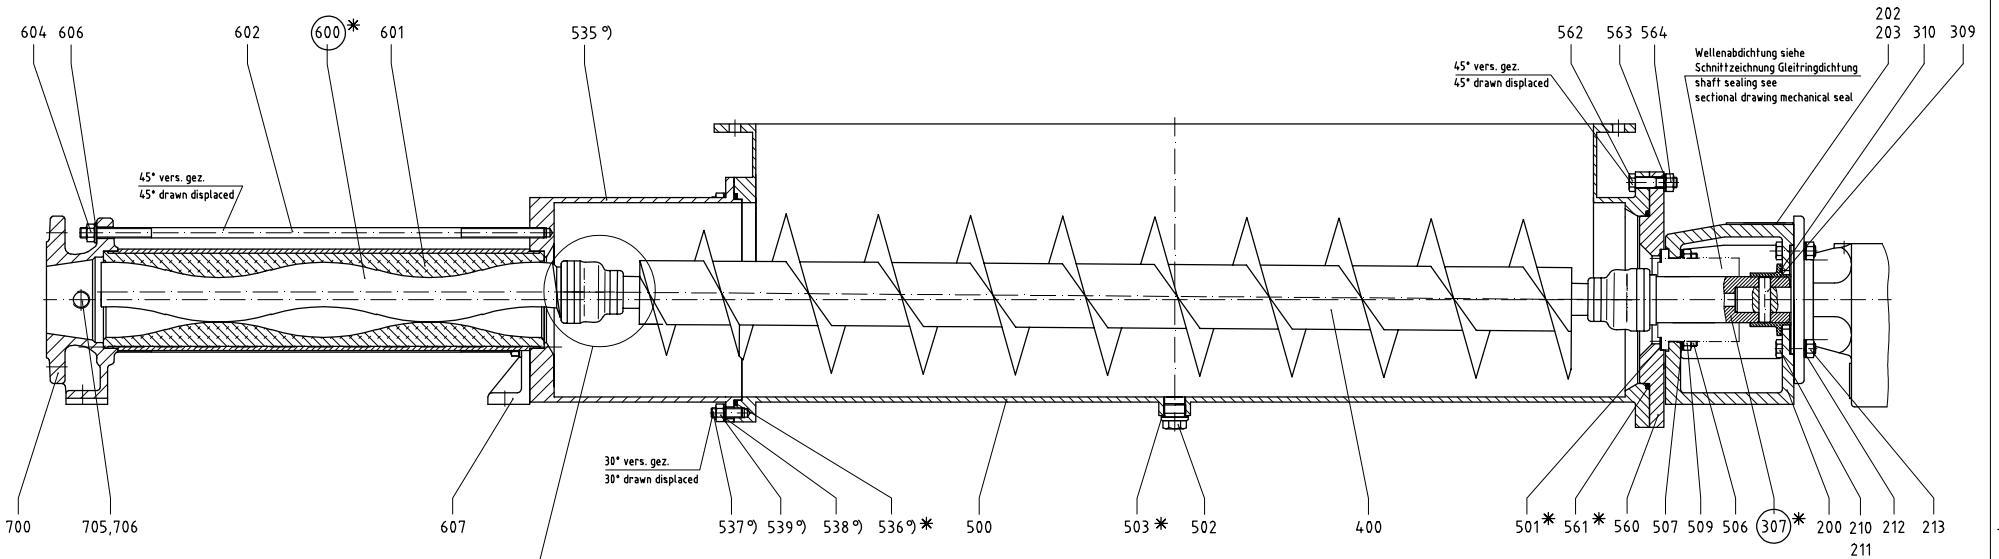 202
604 606 602 600 * 601 535 °) 562 563 564 203 310 309
Wellenabdichtung siehe
Schnittzeichnung Gleitringdichtung
shaft sealing see
sectional drawing mechanical seal
45° vers. gez.
45° drawn displaced
45° vers. gez.
45° drawn displaced
30° vers. gez.
30° drawn displaced
700 705,706 607 537°) 539°) 538°) 536°) * 500 503 * 502 400 501 * 561 * 560 507 509 506 307 * 200 210 212 213
211